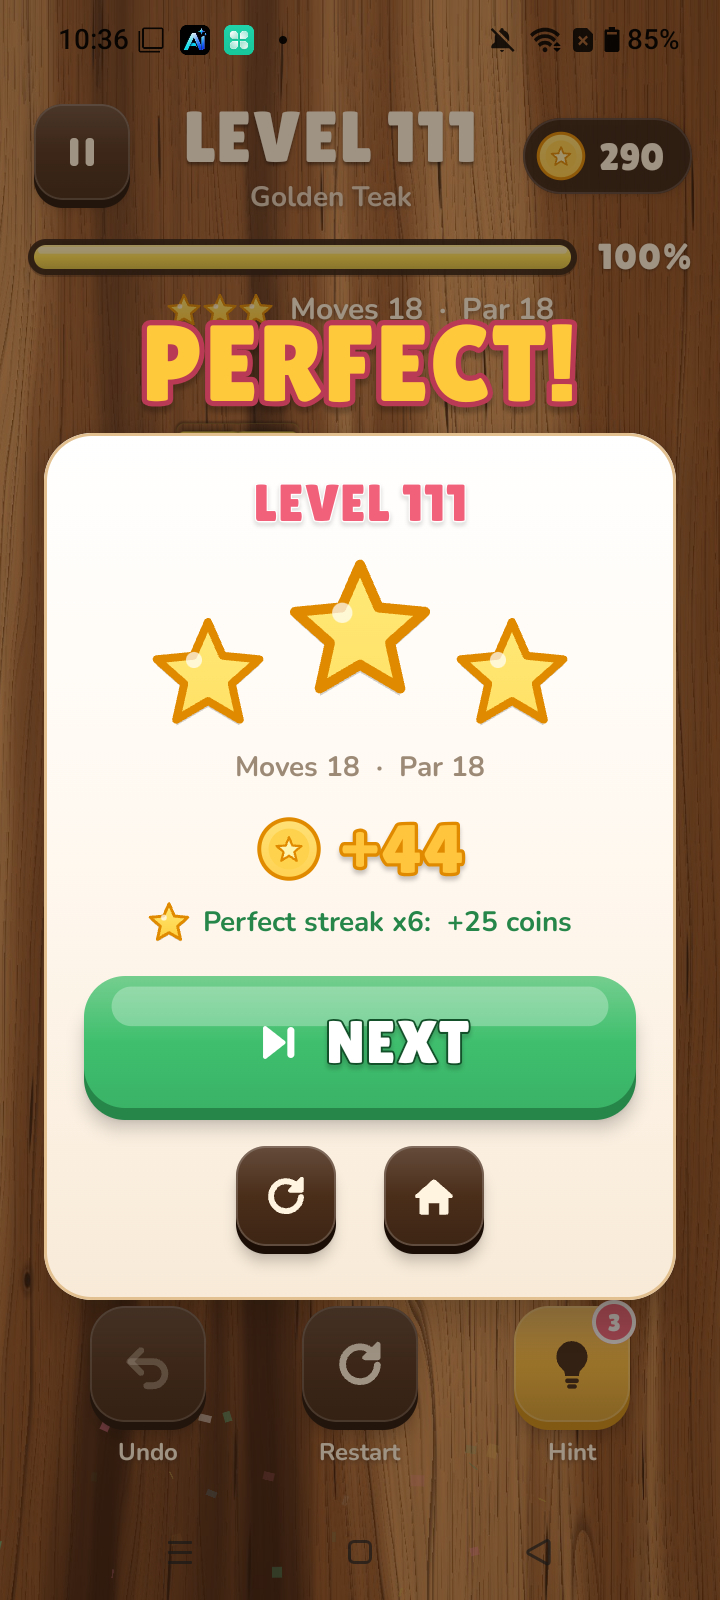 10:36
Ai
85%
LEVEL 111
290
Golden Teak
100%
Moves 18 · Par 18
PERFECT!
LEVEL 111
Moves 18 · Par 18
+44
Perfect streak x6: +25 coins
NEXT
3
Undo
Restart
Hint